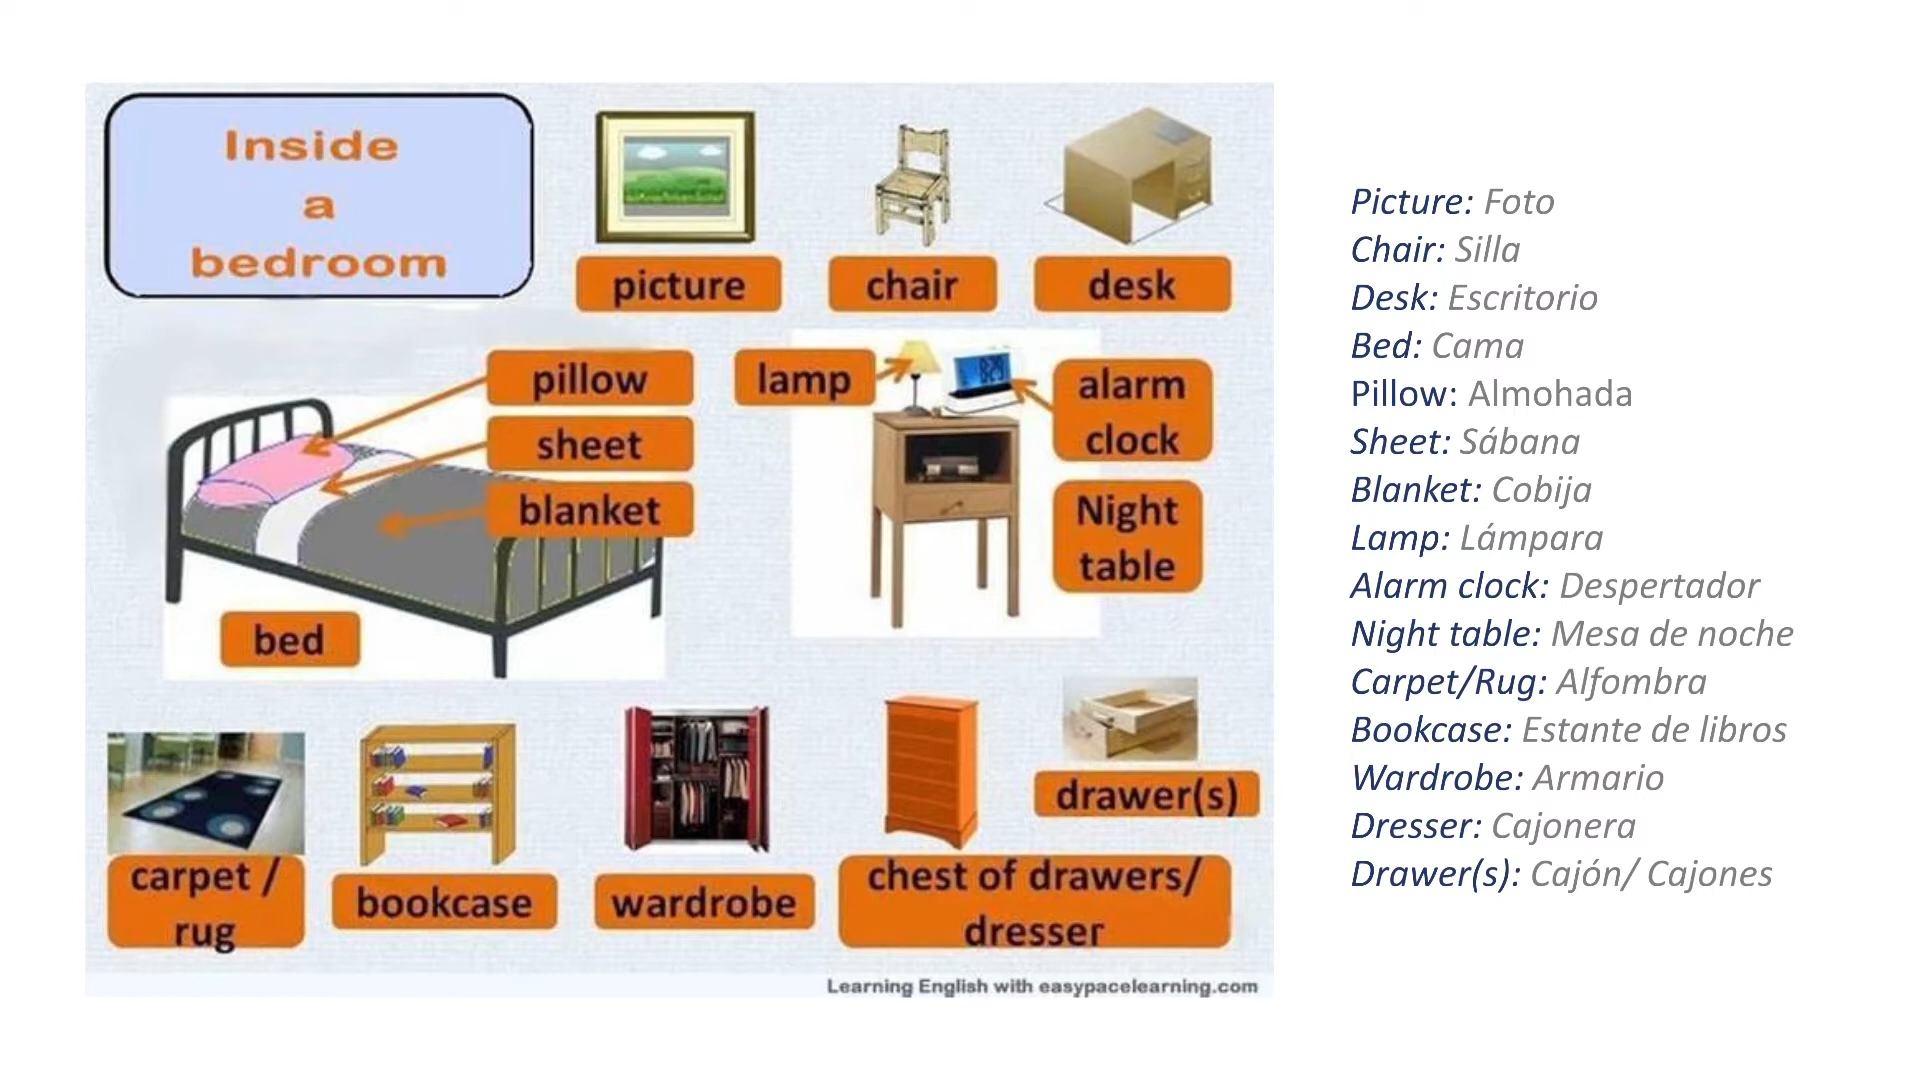 Inside
a
bedroom
picture
chair
desk
pillow
sheet
blanket
bed
lamp
alarm
clock
Night
table
carpet /
rug
bookcase
wardrobe
chest of drawers/
dresser
drawer(s)
Learning English with easypacelearning.com
Picture: Foto
Chair: Silla
Desk: Escritorio
Bed: Cama
Pillow: Almohada
Sheet: Sábana
Blanket: Cobija
Lamp: Lámpara
Alarm clock: Despertador
Night table: Mesa de noche
Carpet/Rug: Alfombra
Bookcase: Estante de libros
Wardrobe: Armario
Dresser: Cajonera
Drawer(s): Cajón/ Cajones